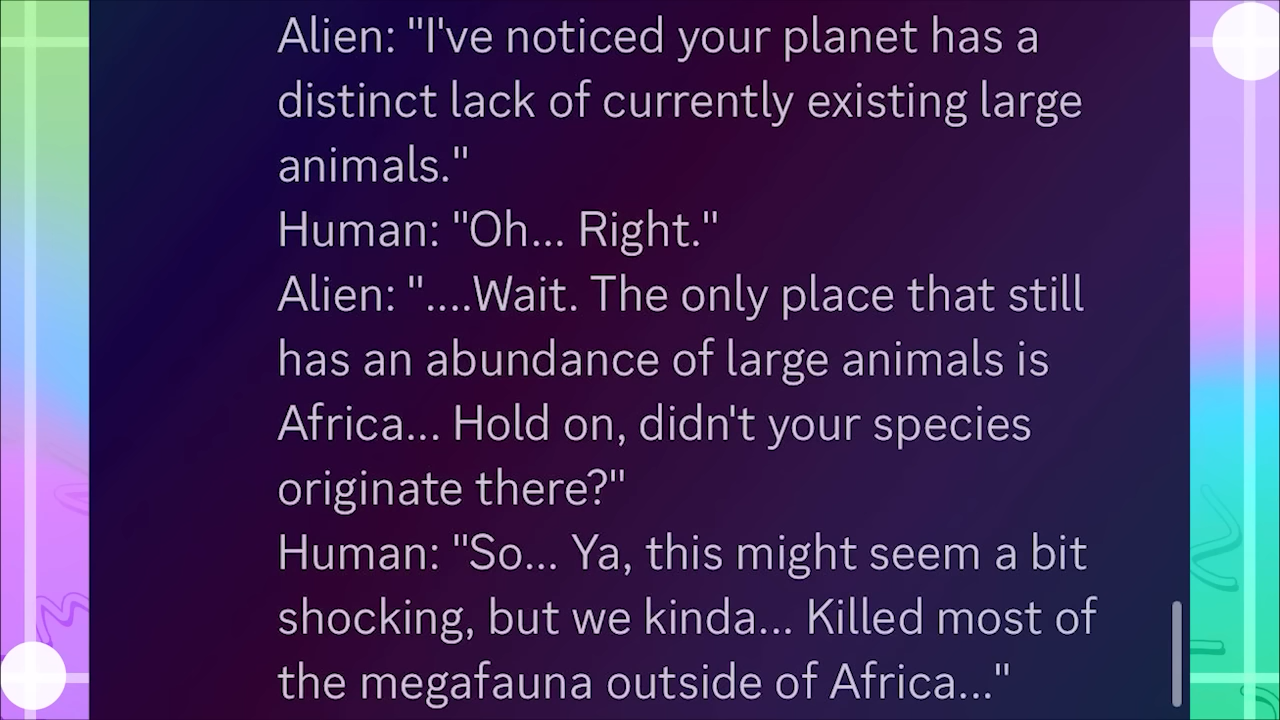 Alien: "I've noticed your planet has a
distinct lack of currently existing large
animals."
Human: "Oh... Right."
Alien: "....Wait. The only place that still
has an abundance of large animals is
Africa... Hold on, didn't your species
originate there?"
Human: "So... Ya, this might seem a bit
shocking, but we kinda... Killed most of
the megafauna outside of Africa..."